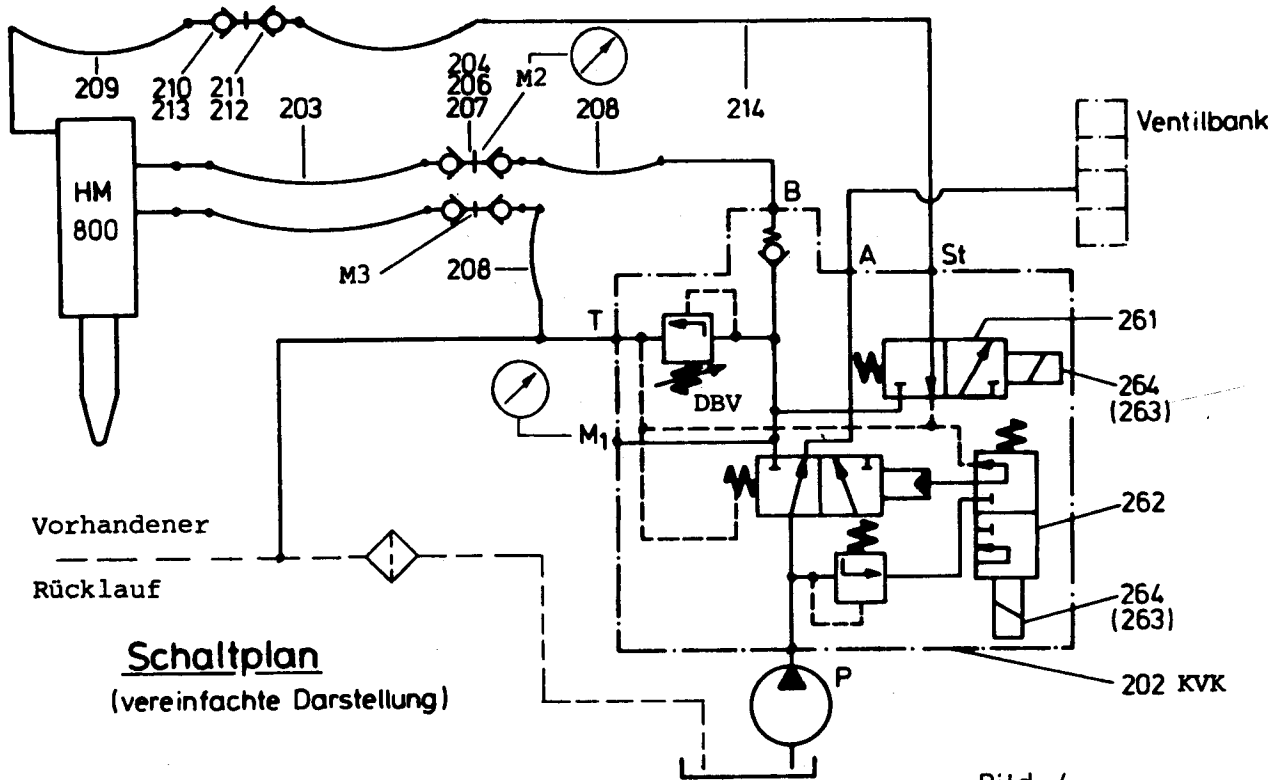 209
210
213
211
212
203
204
206
207
M2
208
214
Ventilbank
HM
800
M3
208
B
A
St
T
261
264
(263)
DBV
M1
262
Vorhandener
Rücklauf
264
(263)
Schaltplan
(vereinfachte Darstellung)
P
202 KVK